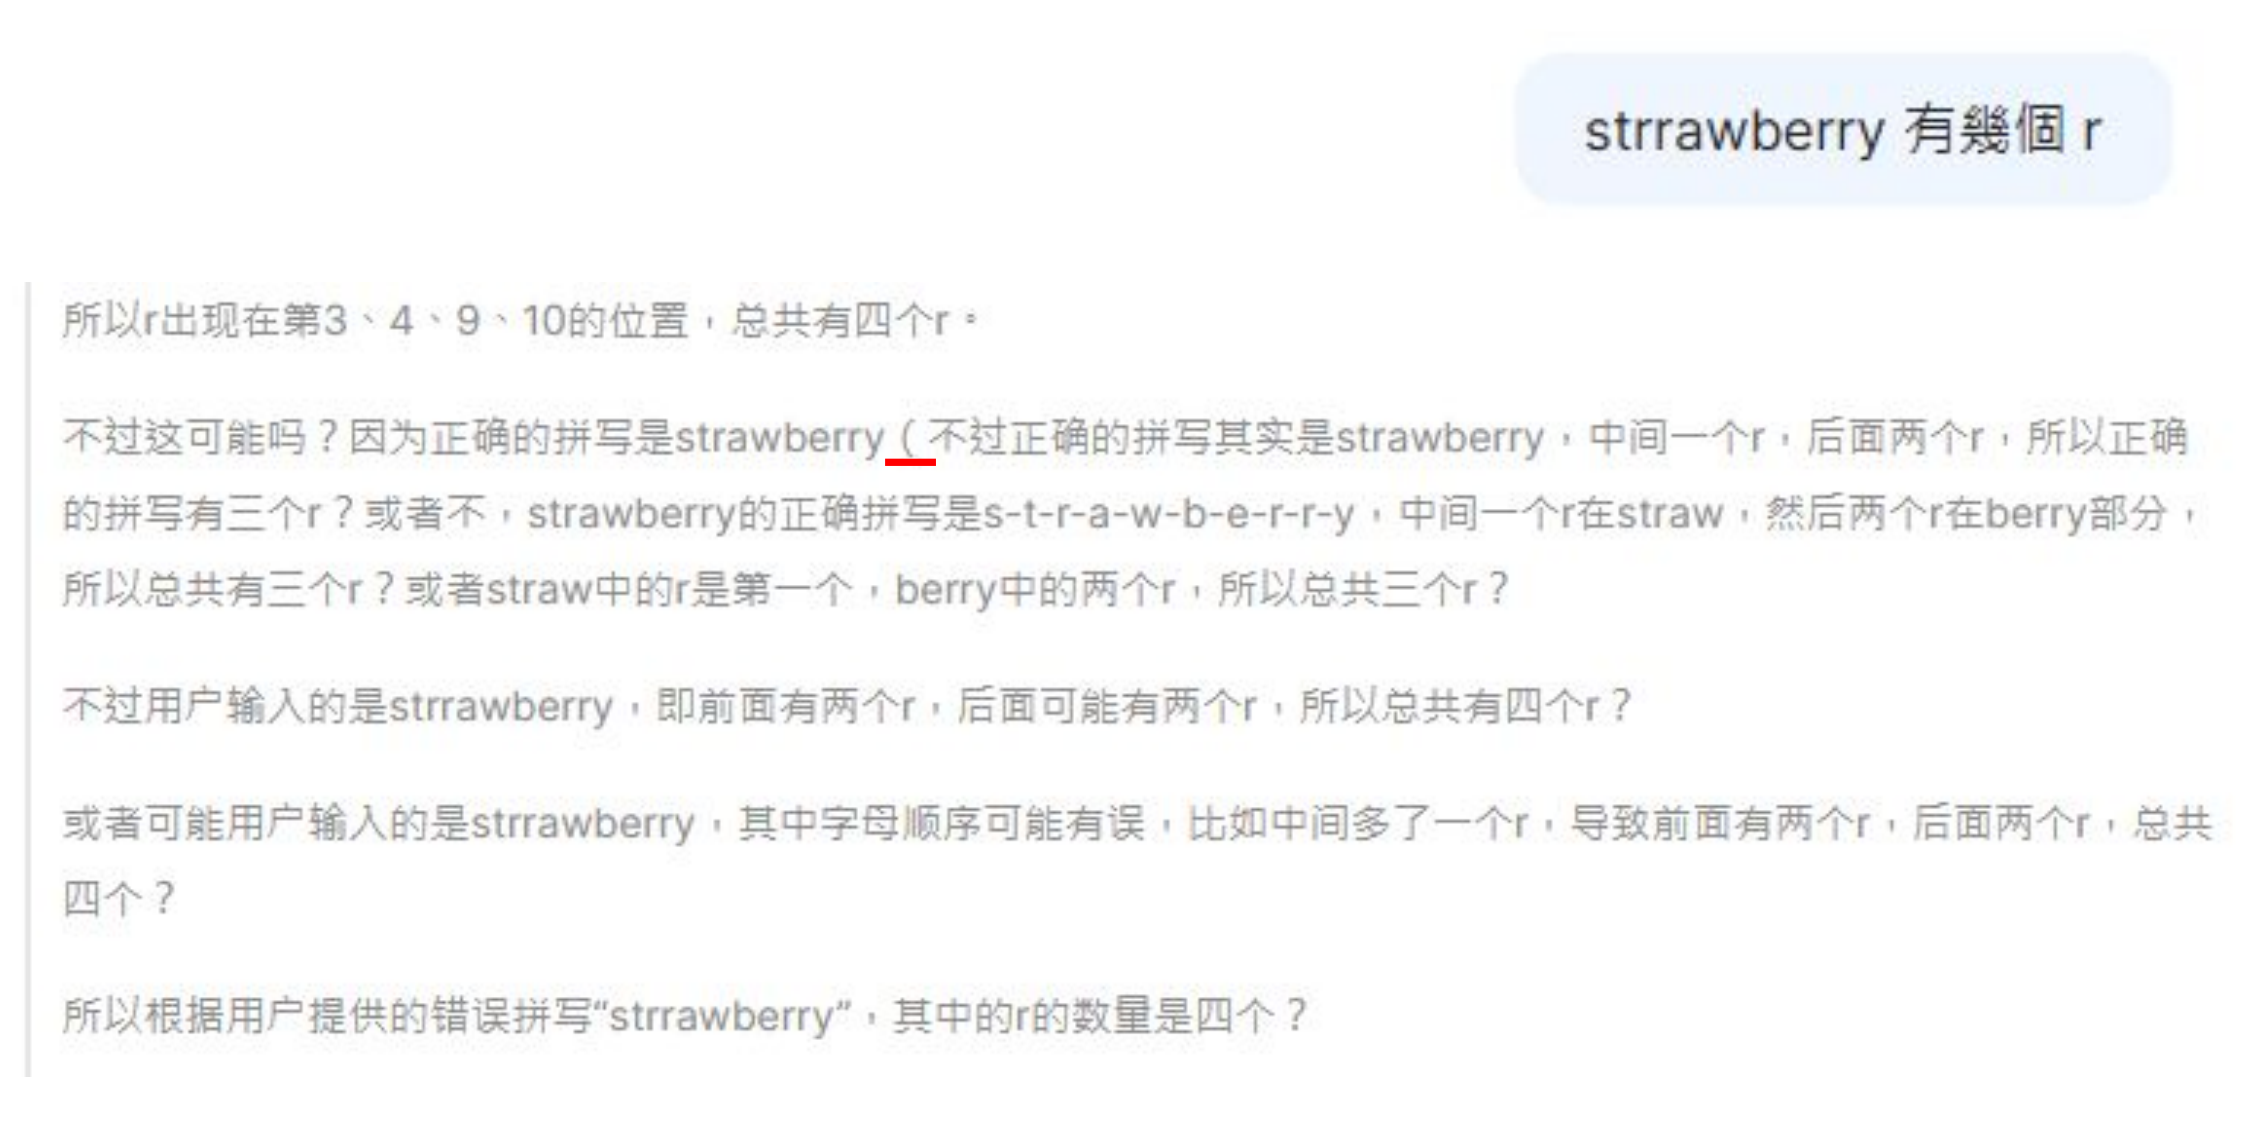 strrawberry 有幾個 r
所以r出现在第3、4、9、10的位置，总共有四个r。
不过这可能吗？因为正确的拼写是strawberry（不过正确的拼写其实是strawberry，中间一个r，后面两个r，所以正确
的拼写有三个r？或者不，strawberry的正确拼写是s-t-r-a-w-b-e-r-r-y，中间一个r在straw，然后两个r在berry部分，
所以总共有三个r？或者straw中的r是第一个，berry中的两个r，所以总共三个r？
不过用户输入的是strrawberry，即前面有两个r，后面可能有两个r，所以总共有四个r？
或者可能用户输入的是strrawberry，其中字母顺序可能有误，比如中间多了一个r，导致前面有两个r，后面两个r，总共
四个？
所以根据用户提供的错误拼写“strrawberry”，其中的r的数量是四个？